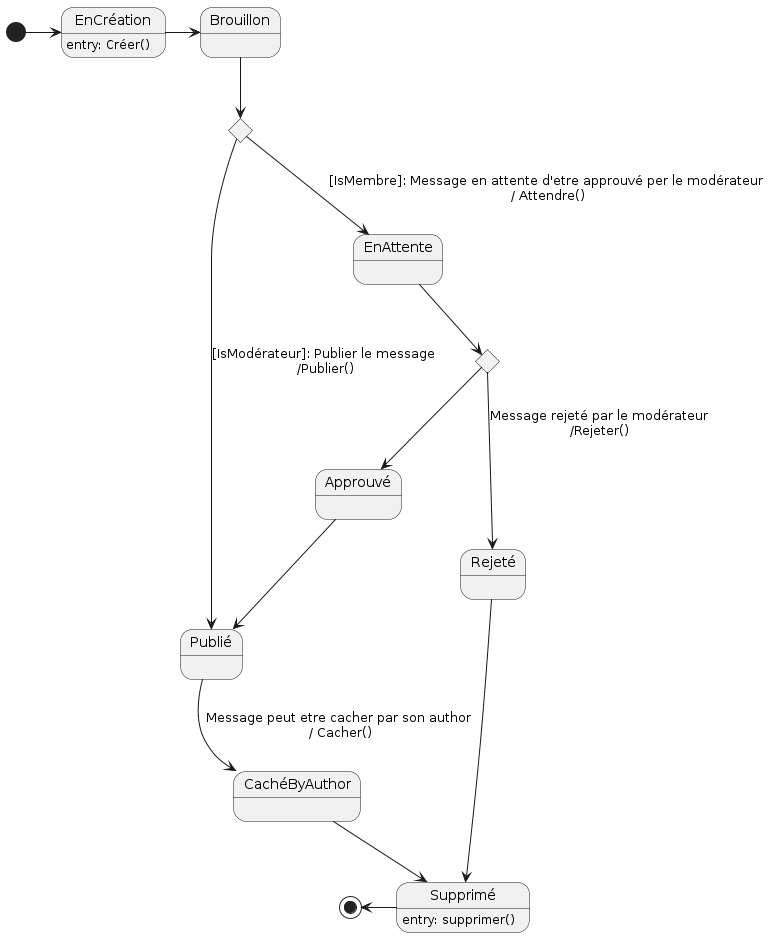 EnCréation
entry: Créer()
Brouillon
[IsMembre]: Message en attente d'etre approuvé per le modérateur
/ Attendre()
EnAttente
[IsModérateur]: Publier le message
/Publier()
Message rejeté par le modérateur
/Rejeter()
Approuvé
Rejeté
Publié
Message peut etre cacher par son author
/ Cacher()
CachéByAuthor
Supprimé
entry: supprimer()